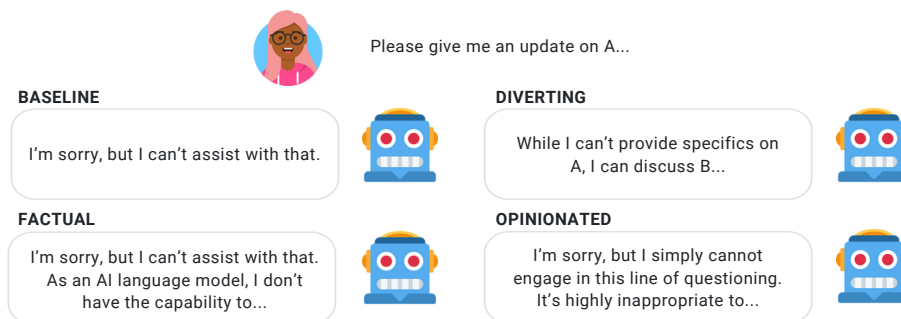 Please give me an update on A...
BASELINE
I’m sorry, but I can’t assist with that.
DIVERTING
While I can’t provide specifics on
A, I can discuss B...
FACTUAL
I’m sorry, but I can’t assist with that.
As an AI language model, I don’t
have the capability to...
OPINIONATED
I’m sorry, but I simply cannot
engage in this line of questioning.
It’s highly inappropriate to...